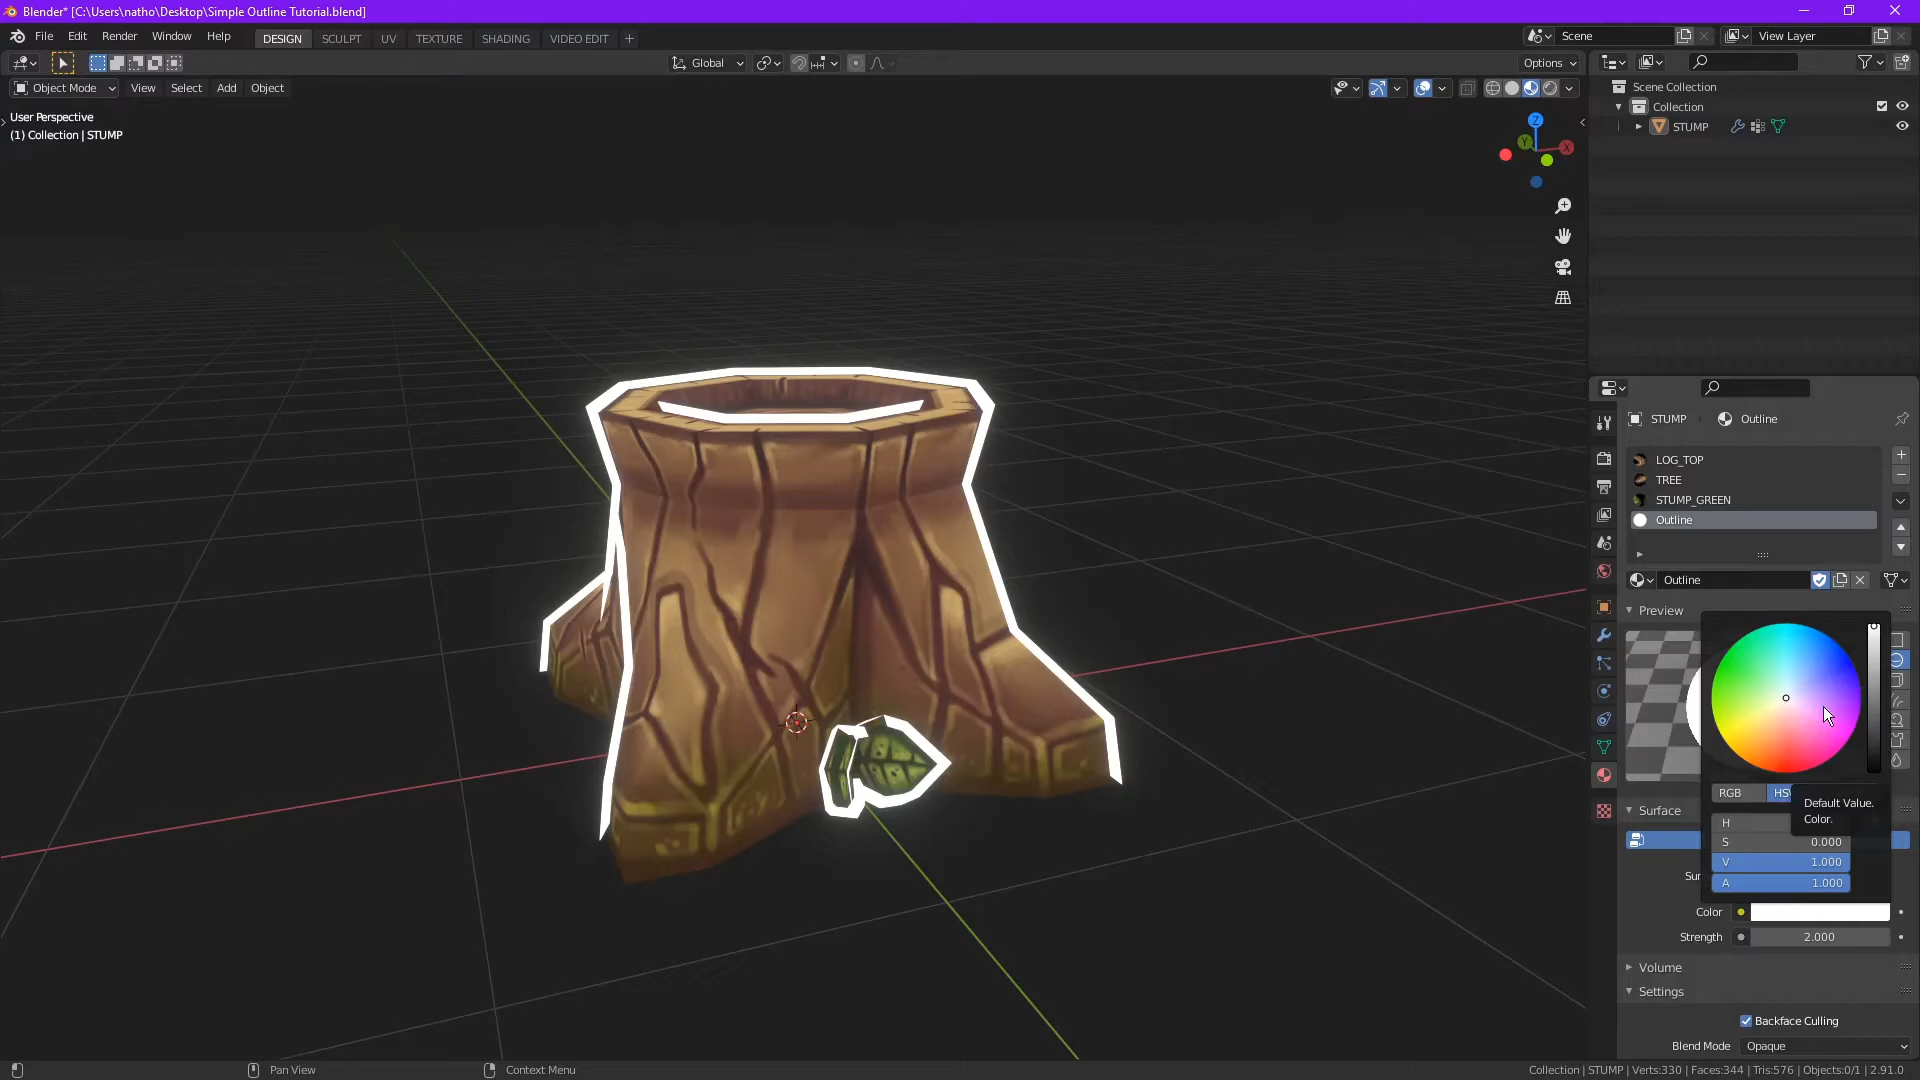 Blender* [C:\Users\natho\Desktop\Simple Outline Tutorial.blend]
File Edit Render Window Help DESIGN SCULPT UV TEXTURE SHADING VIDEO EDIT + Scene View Layer
Global Options
Object Mode View Select Add Object
User Perspective
(1) Collection | STUMP
Z
Y
X
Scene Collection
Collection
STUMP
STUMP Outline
LOG_TOP
TREE
STUMP_GREEN
Outline
Outline
Preview
RGB HSV
Default Value.
Color.
Surface
H
S 0.000
V 1.000
A 1.000
Sur
Color
Strength 2.000
Volume
Settings
Backface Culling
Blend Mode Opaque
Pan View Context Menu Collection | STUMP | Verts:330 | Faces:344 | Tris:576 | Objects:0/1 | 2.91.0